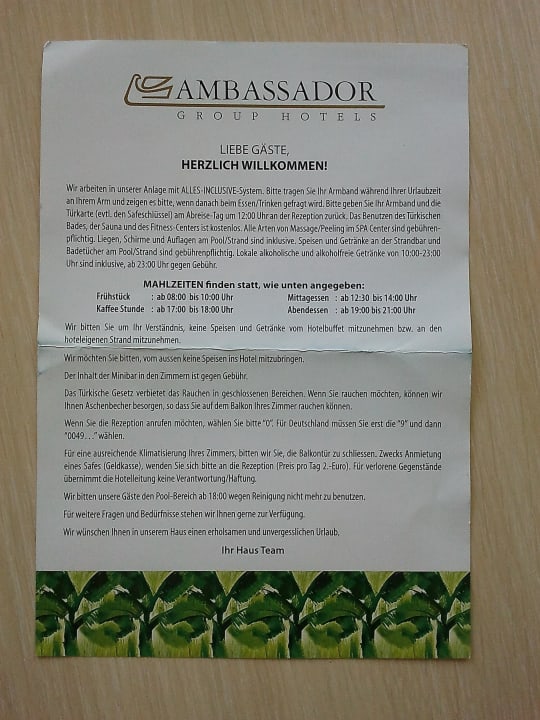 AMBASSADOR
GROUP HOTELS
LIEBE GÄSTE,
HERZLICH WILLKOMMEN!
Wir arbeiten in unserer Anlage mit ALLES-INCLUSIVE-System. Bitte tragen Sie Ihr Armband während Ihrer Urlaubzeit
an Ihrem Arm und zeigen es bitte, wenn danach beim Essen/Trinken gefragt wird. Bitte geben Sie Ihr Armband und die
Türkarte (evtl. den Safeschlüssel) am Abreise-Tag um 12:00 Uhr an der Rezeption zurück. Das Benutzen des Türkischen
Bades, der Sauna und des Fitness-Centers ist kostenlos. Alle Arten von Massage/Peeling im SPA Center sind gebühren-
pflichtig. Liegen, Schirme und Auflagen am Pool/Strand sind inklusive. Speisen und Getränke an der Strandbar und
Badetücher am Pool/Strand sind gebührenpflichtig. Lokale alkoholische und alkoholfreie Getränke von 10:00-23:00
Uhr sind inklusive, ab 23:00 Uhr gegen Gebühr.
MAHLZEITEN finden statt, wie unten angegeben:
Frühstück : ab 08:00 bis 10:00 Uhr Mittagessen : ab 12:30 bis 14:00 Uhr
Kaffee Stunde : ab 17:00 bis 18:00 Uhr Abendessen : ab 19:00 bis 21:00 Uhr
Wir bitten Sie um Ihr Verständnis, keine Speisen und Getränke vom Hotelbuffet mitzunehmen bzw. an den
hoteleigenen Strand mitzunehmen.
Wir möchten Sie bitten, vom aussen keine Speisen ins Hotel mitzubringen.
Der Inhalt der Minibar in den Zimmern ist gegen Gebühr.
Das Türkische Gesetz verbietet das Rauchen in geschlossenen Bereichen. Wenn Sie rauchen möchten, können wir
Ihnen Aschenbecher besorgen, so dass Sie auf dem Balkon Ihres Zimmer rauchen können.
Wenn Sie die Rezeption anrufen möchten, wählen Sie bitte "0". Für Deutschland müssen Sie erst die "9" und dann
"0049…" wählen.
Für eine ausreichende Klimatisierung Ihres Zimmers, bitten wir Sie, die Balkontür zu schliessen. Zwecks Anmietung
eines Safes (Geldkasse), wenden Sie sich bitte an die Rezeption (Preis pro Tag 2.-Euro). Für verlorene Gegenstände
übernimmt die Hotelleitung keine Verantwortung/Haftung.
Wir bitten unsere Gäste den Pool-Bereich ab 18:00 wegen Reinigung nicht mehr zu benutzen.
Für weitere Fragen und Bedürfnisse stehen wir Ihnen gerne zur Verfügung.
Wir wünschen Ihnen in unserem Haus einen erholsamen und unvergesslichen Urlaub,
Ihr Haus Team